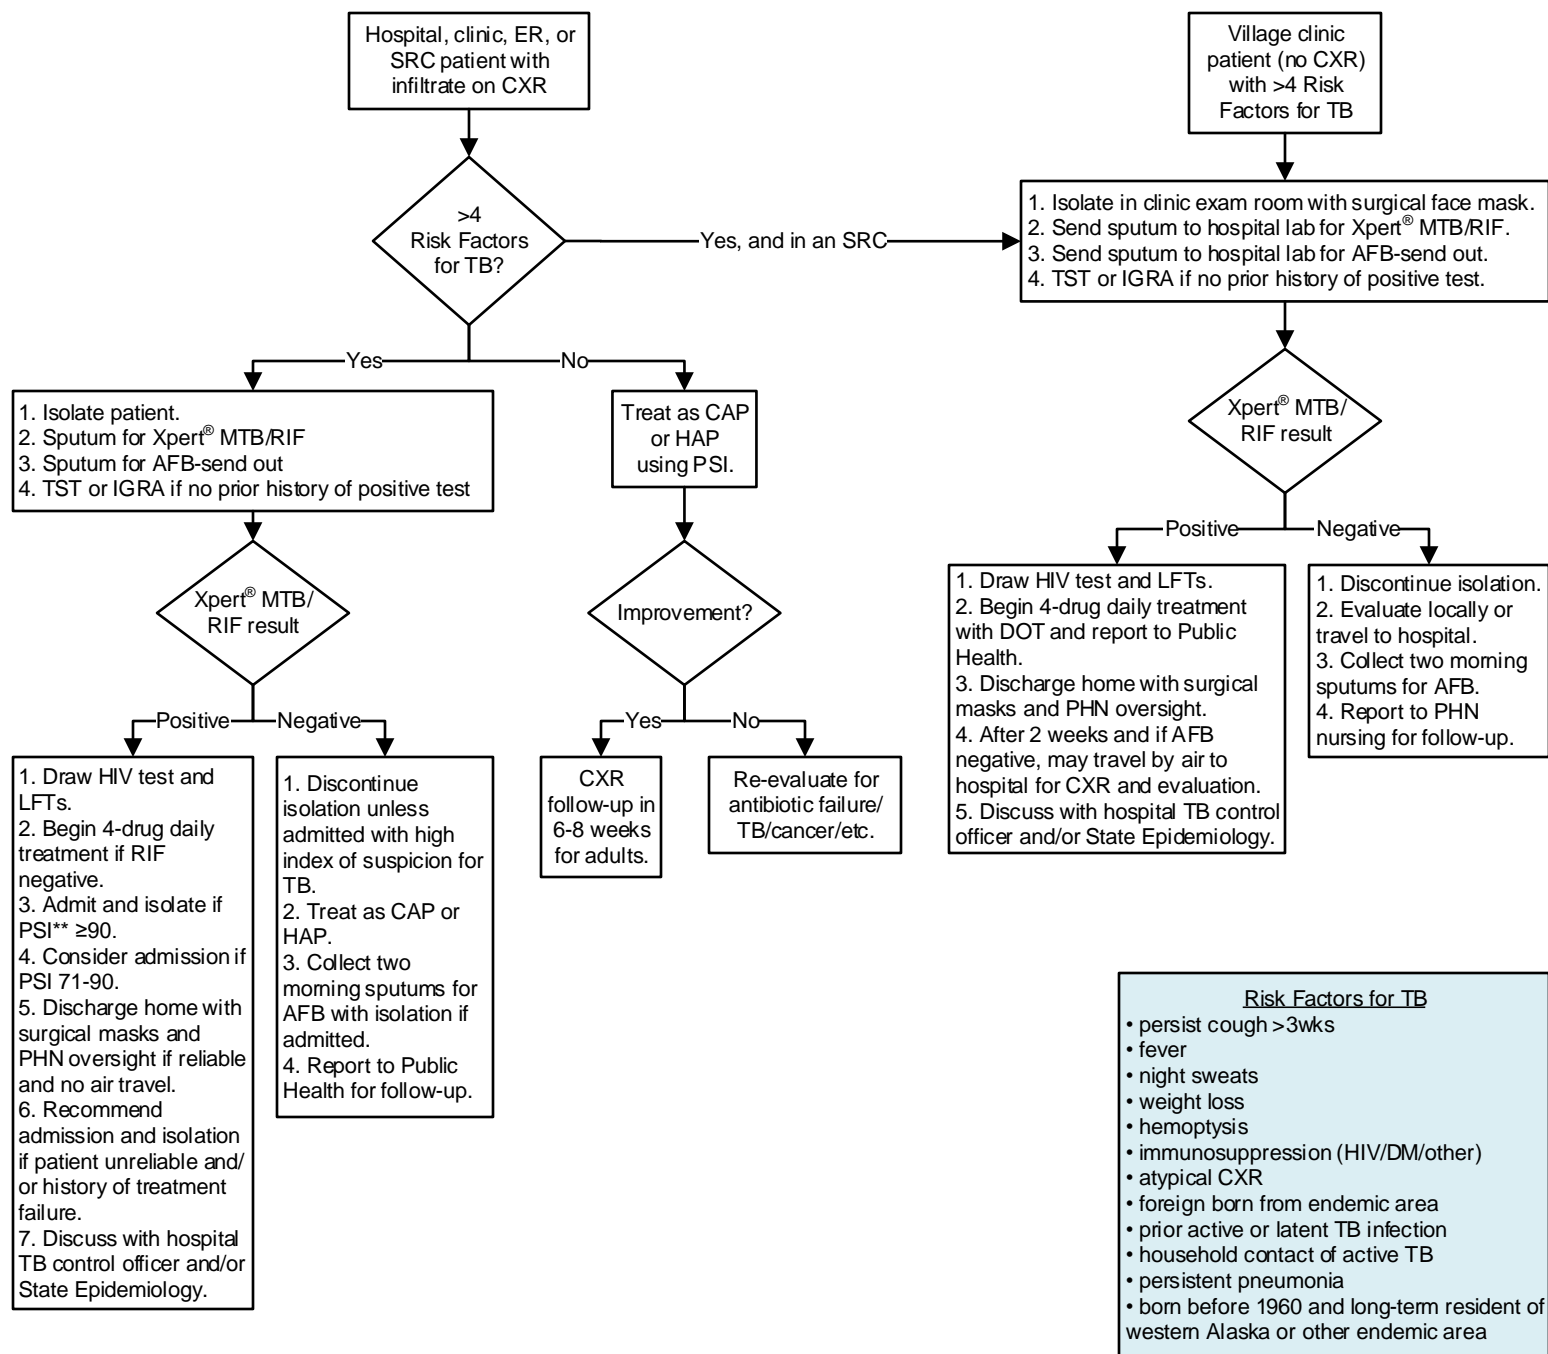 Hospital, clinic, ER, or
SRC patient with
infiltrate on CXR
Village clinic
patient (no CXR)
with >4 Risk
Factors for TB
>4
Risk Factors
for TB?
Yes, and in an SRC
1. Isolate in clinic exam room with surgical face mask.
2. Send sputum to hospital lab for Xpert® MTB/RIF.
3. Send sputum to hospital lab for AFB-send out.
4. TST or IGRA if no prior history of positive test.
Yes
No
1. Isolate patient.
2. Sputum for Xpert® MTB/RIF
3. Sputum for AFB-send out
4. TST or IGRA if no prior history of positive test
Treat as CAP
or HAP
using PSI.
Xpert® MTB/
RIF result
Positive
Negative
Xpert® MTB/
RIF result
Improvement?
1. Draw HIV test and LFTs.
2. Begin 4-drug daily treatment
with DOT and report to Public
Health.
3. Discharge home with surgical
masks and PHN oversight.
4. After 2 weeks and if AFB
negative, may travel by air to
hospital for CXR and evaluation.
5. Discuss with hospital TB control
officer and/or State Epidemiology.
1. Discontinue isolation.
2. Evaluate locally or
travel to hospital.
3. Collect two morning
sputums for AFB.
4. Report to PHN
nursing for follow-up.
Positive
Negative
Yes
No
1. Draw HIV test and
LFTs.
2. Begin 4-drug daily
treatment if RIF
negative.
3. Admit and isolate if
PSI** ≥90.
4. Consider admission if
PSI 71-90.
5. Discharge home with
surgical masks and
PHN oversight if reliable
and no air travel.
6. Recommend
admission and isolation
if patient unreliable and/
or history of treatment
failure.
7. Discuss with hospital
TB control officer and/or
State Epidemiology.
1. Discontinue
isolation unless
admitted with high
index of suspicion for
TB.
2. Treat as CAP or
HAP.
3. Collect two
morning sputums for
AFB with isolation if
admitted.
4. Report to Public
Health for follow-up.
CXR
follow-up in
6-8 weeks
for adults.
Re-evaluate for
antibiotic failure/
TB/cancer/etc.
Risk Factors for TB
• persist cough >3wks
• fever
• night sweats
• weight loss
• hemoptysis
• immunosuppression (HIV/DM/other)
• atypical CXR
• foreign born from endemic area
• prior active or latent TB infection
• household contact of active TB
• persistent pneumonia
• born before 1960 and long-term resident of
western Alaska or other endemic area